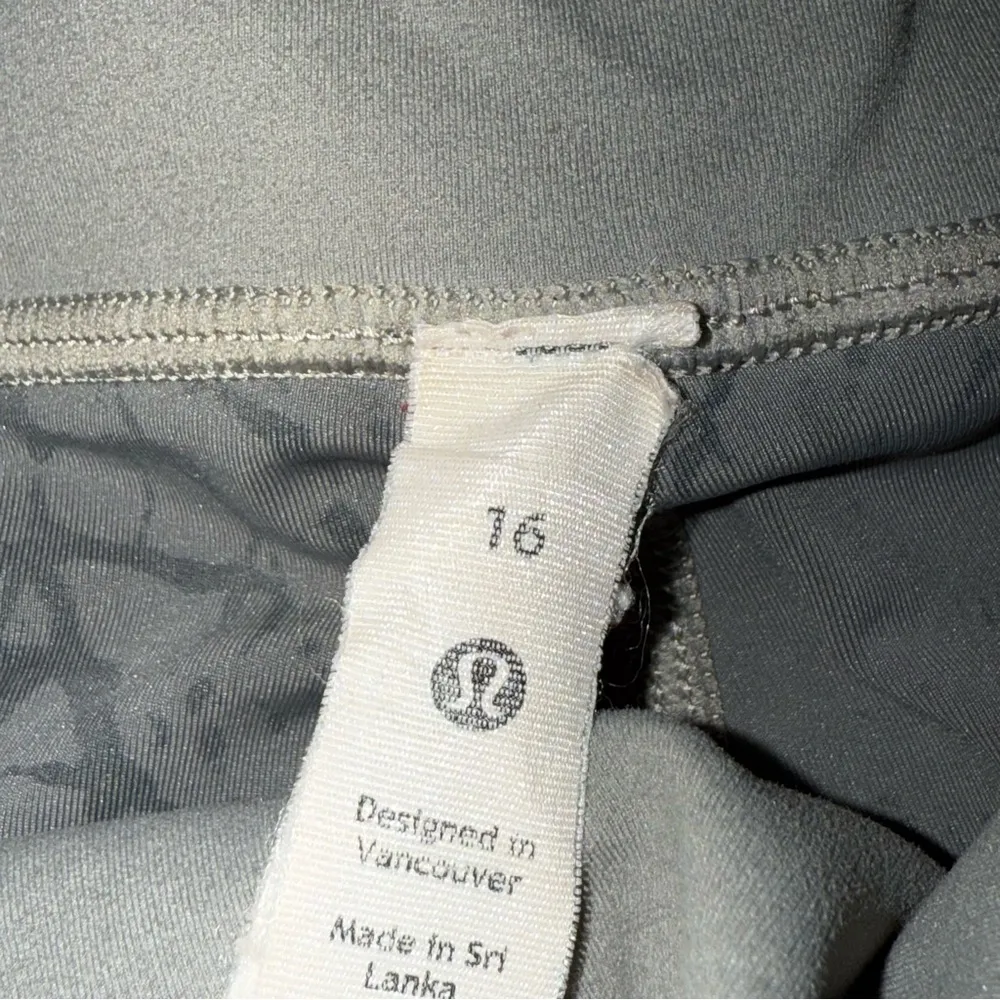 16
Designed in
Vancouver
Made in Sri
Lanka